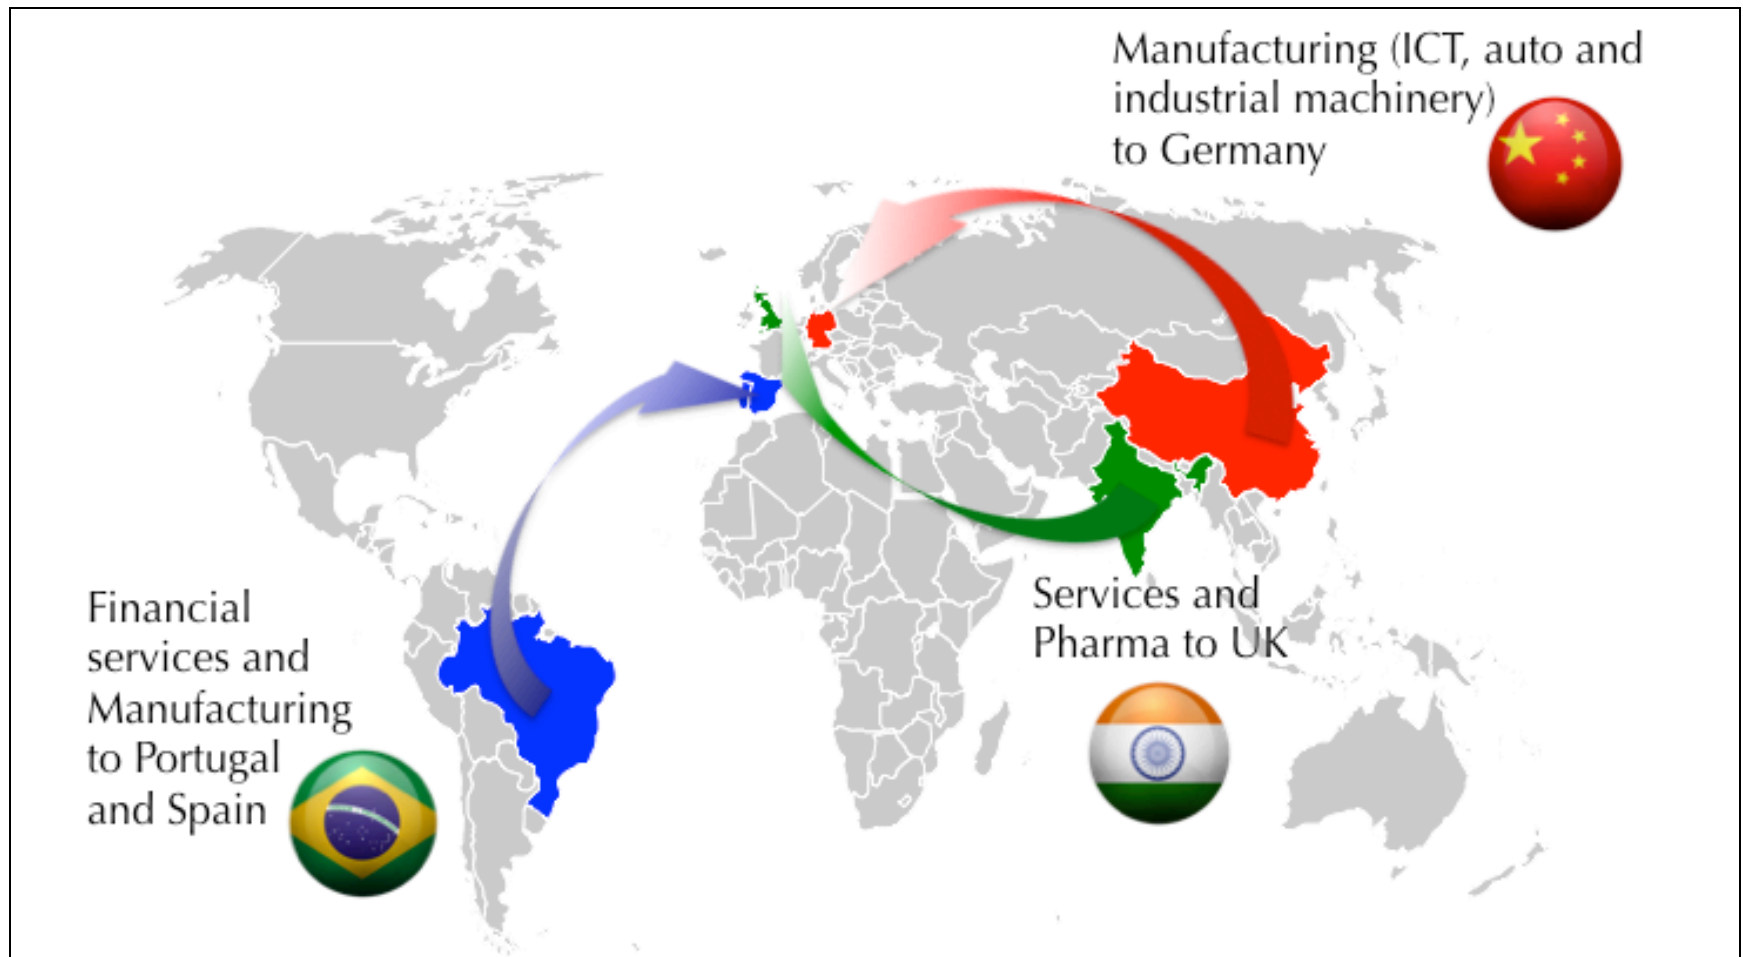 Manufacturing (ICT, auto and
industrial machinery)
to Germany
Financial
services and
Manufacturing
to Portugal
and Spain
Services and
Pharma to UK